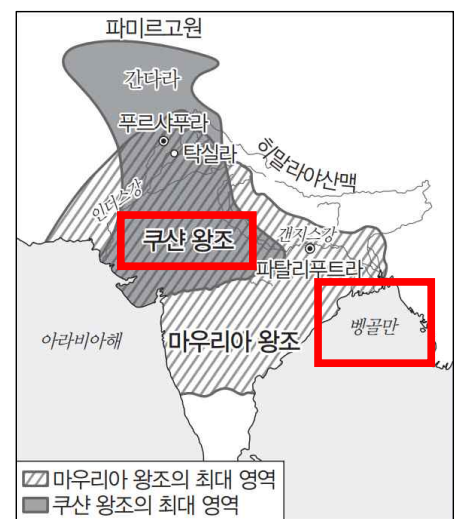 파미르고원
간다라
푸르샤푸라
탁실라
히말라야산맥
인더스강
쿠샨 왕조
갠지스강
파탈리푸트라
아라비아해
마우리아 왕조
벵골만
마우리아 왕조의 최대 영역
쿠샨 왕조의 최대 영역